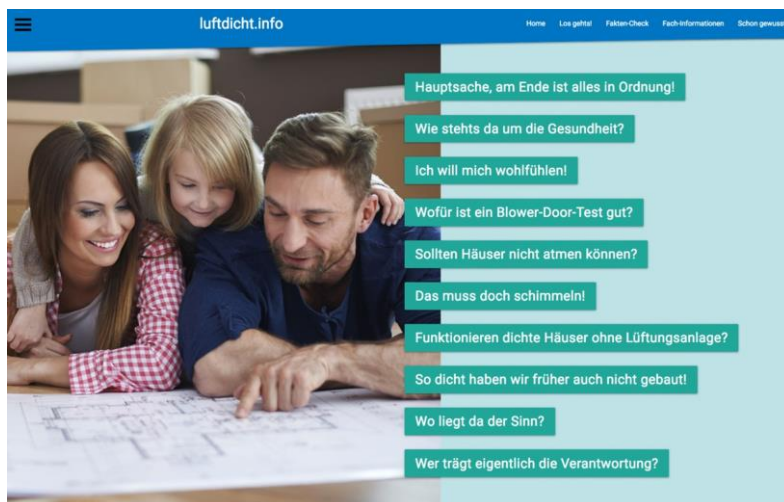 luftdicht.info
Home Los gehts! Fakten-Check Fach-Informationen Schon gewusst
Hauptsache, am Ende ist alles in Ordnung!
Wie stehts da um die Gesundheit?
Ich will mich wohlfühlen!
Wofür ist ein Blower-Door-Test gut?
Sollten Häuser nicht atmen können?
Das muss doch schimmeln!
Funktionieren dichte Häuser ohne Lüftungsanlage?
So dicht haben wir früher auch nicht gebaut!
Wo liegt da der Sinn?
Wer trägt eigentlich die Verantwortung?